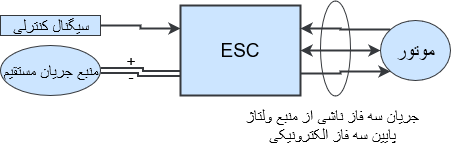 سیگنال کنترلی
ESC
موتور
منبع جریان مستقیم
+
-
جریان سه فاز ناشی از منبع ولتاژ
پایین سه فاز الکترونیکی